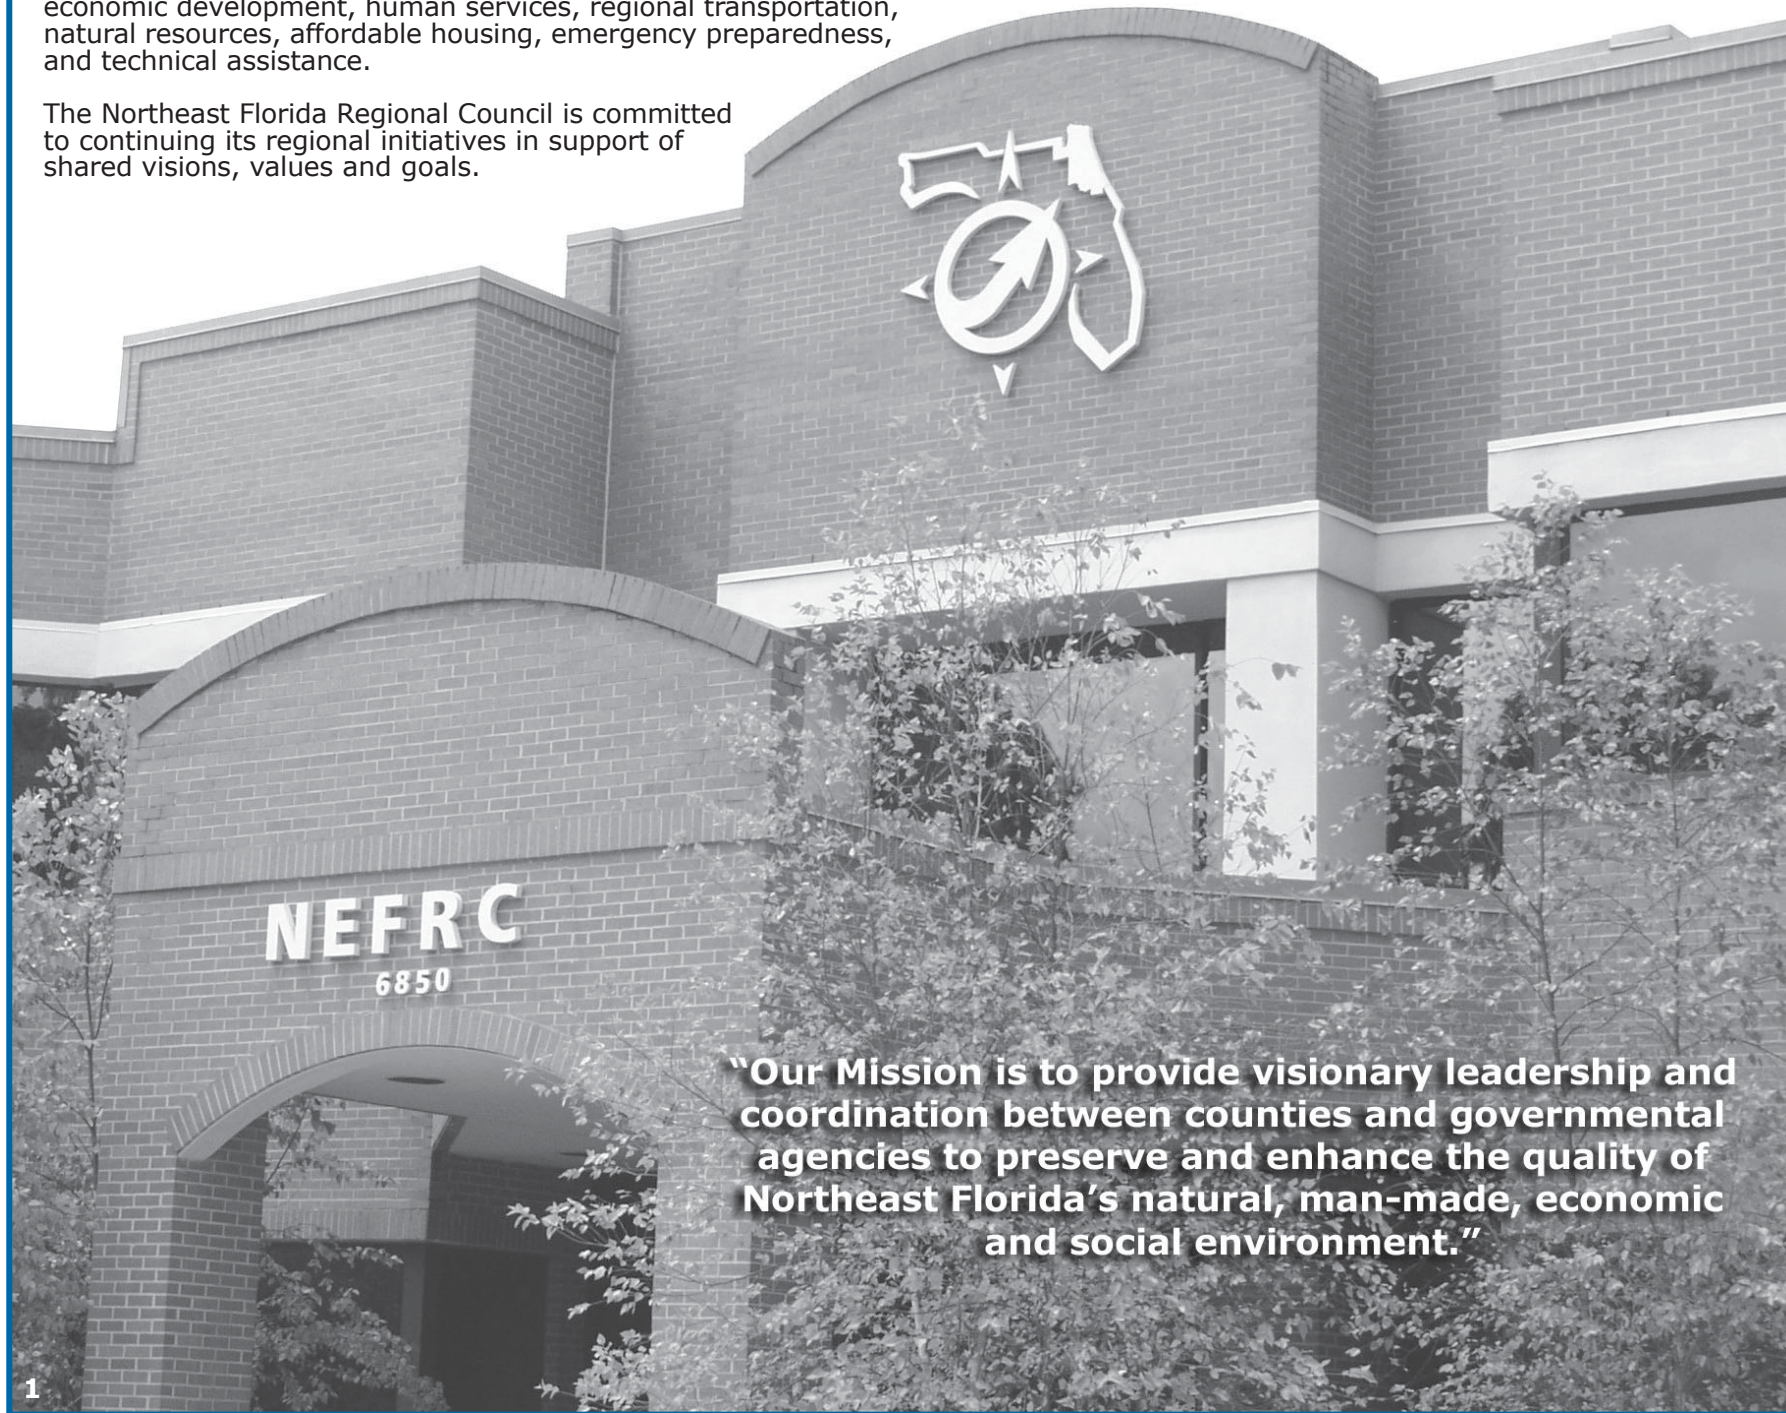 economic development, human services, regional transportation,
natural resources, affordable housing, emergency preparedness,
and technical assistance.
The Northeast Florida Regional Council is committed
to continuing its regional initiatives in support of
shared visions, values and goals.
NEFRC
6850
“Our Mission is to provide visionary leadership and
coordination between counties and governmental
agencies to preserve and enhance the quality of
Northeast Florida’s natural, man-made, economic
and social environment.”
1